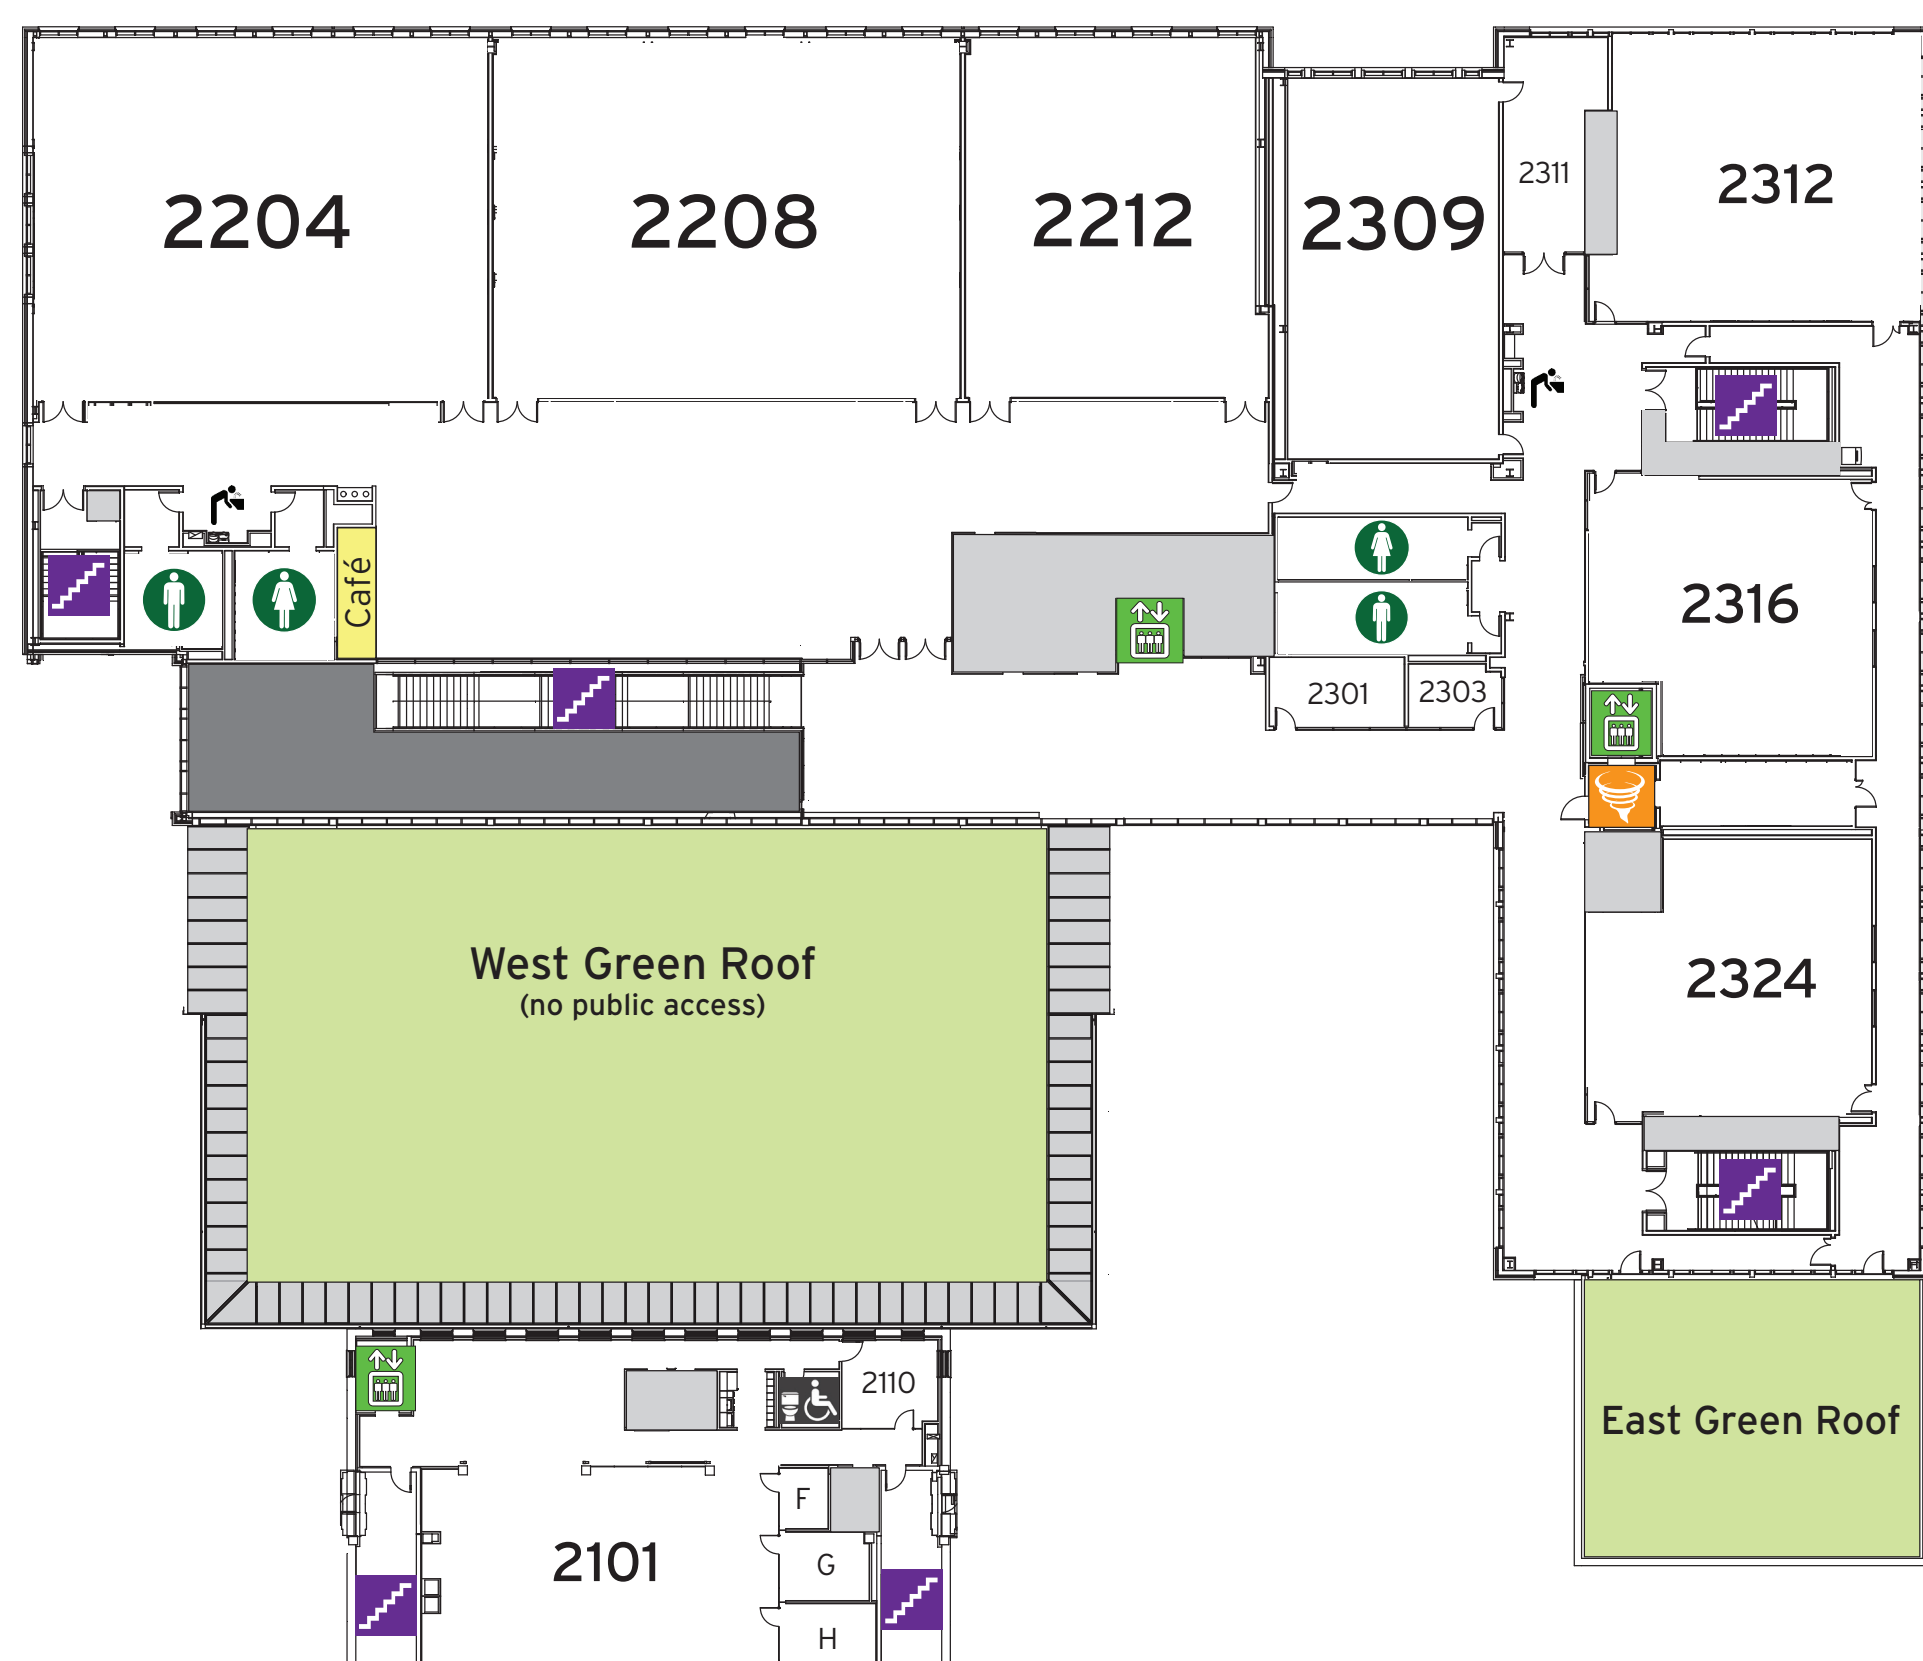 2204
2208
2212
2309
2311
2312
Café
2316
2301
2303
West Green Roof
(no public access)
2324
2110
East Green Roof
F
2101
G
H